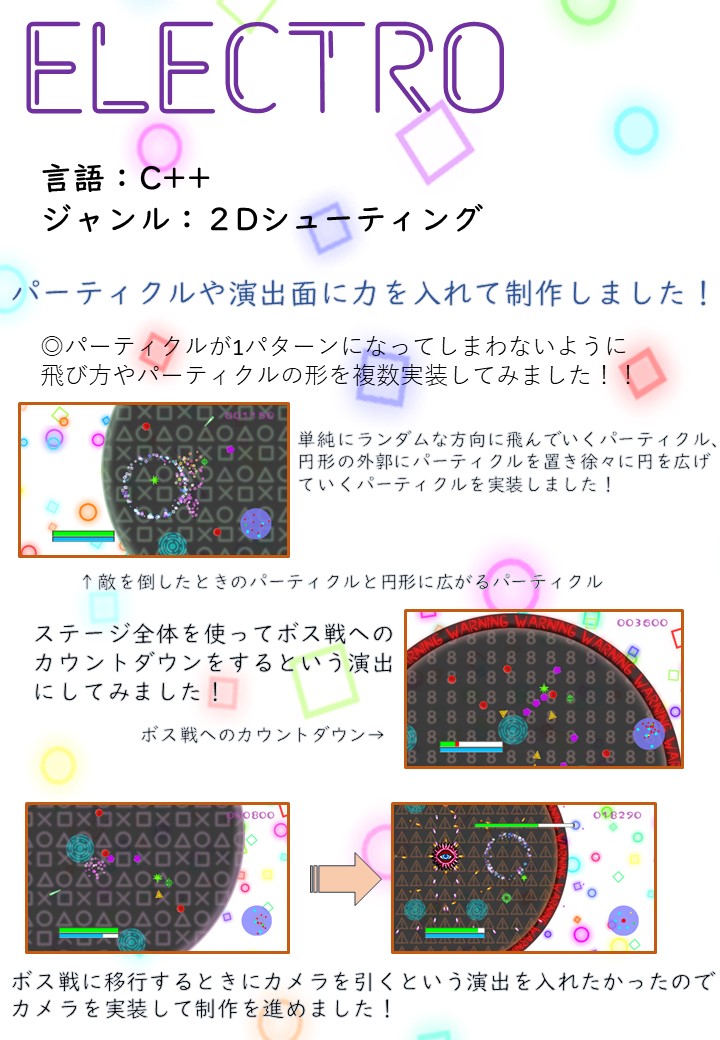 ELECTRO
言語：C++
ジャンル：２Dシューティング
パーティクルや演出面に力を入れて制作しました！
◎パーティクルが1パターンになってしまわないように
飛び方やパーティクルの形を複数実装してみました！！
単純にランダムな方向に飛んでいくパーティクル、
円形の外郭にパーティクルを置き徐々に円を広げ
ていくパーティクルを実装しました！
↑敵を倒したときのパーティクルと円形に広がるパーティクル
ステージ全体を使ってボス戦への
カウントダウンをするという演出
にしてみました！
ボス戦へのカウントダウン→
003600
WARNING WARNING WARNING WARNING WARNING
018290
ボス戦に移行するときにカメラを引くという演出を入れたかったので
カメラを実装して制作を進めました！